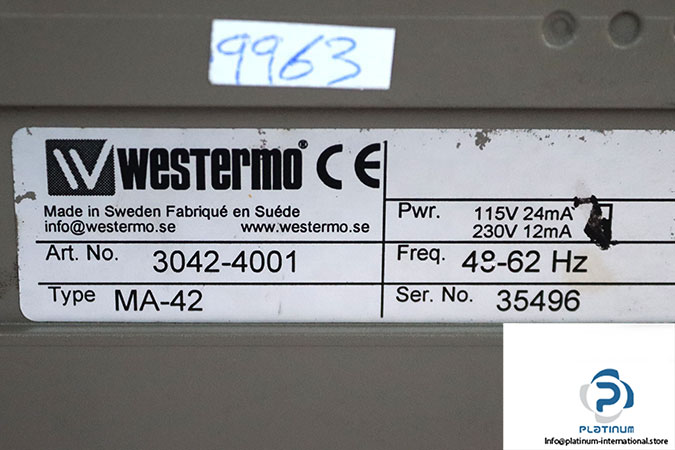 9963
westermo® CE
Made in Sweden Fabriqué en Suéde
info@westermo.se www.westermo.se
Pwr. 115V 24mA
230V 12mA
Art. No. 3042-4001
Freq. 48-62 Hz
Type MA-42
Ser. No. 35496
PLATINUM
Info@platinum-international.store